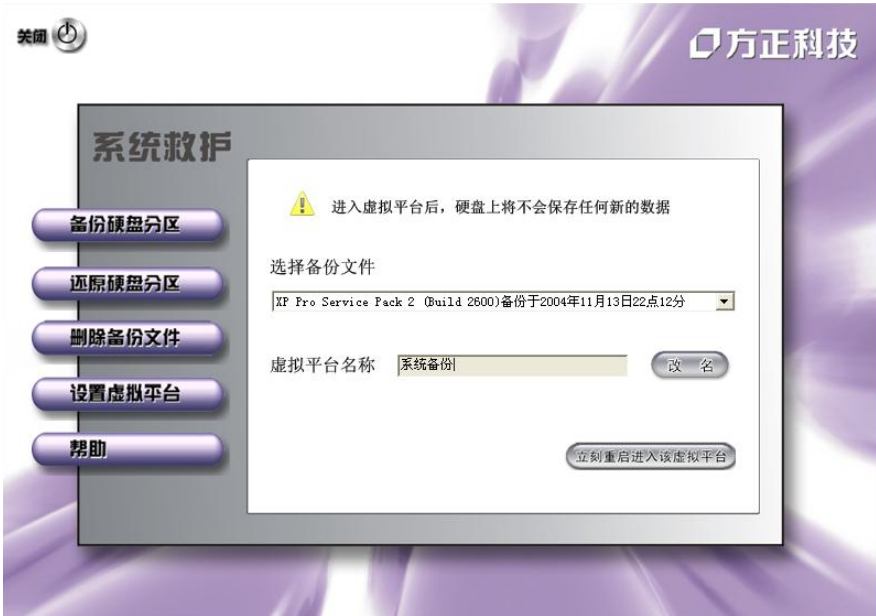 关闭
方正科技
系统救护
备份硬盘分区
还原硬盘分区
删除备份文件
设置虚拟平台
帮助
进入虚拟平台后，硬盘上将不会保存任何新的数据
选择备份文件
XP Pro Service Pack 2 (Build 2600)备份于2004年11月13日22点12分
虚拟平台名称 系统备份 改 名
立刻重启进入该虚拟平台